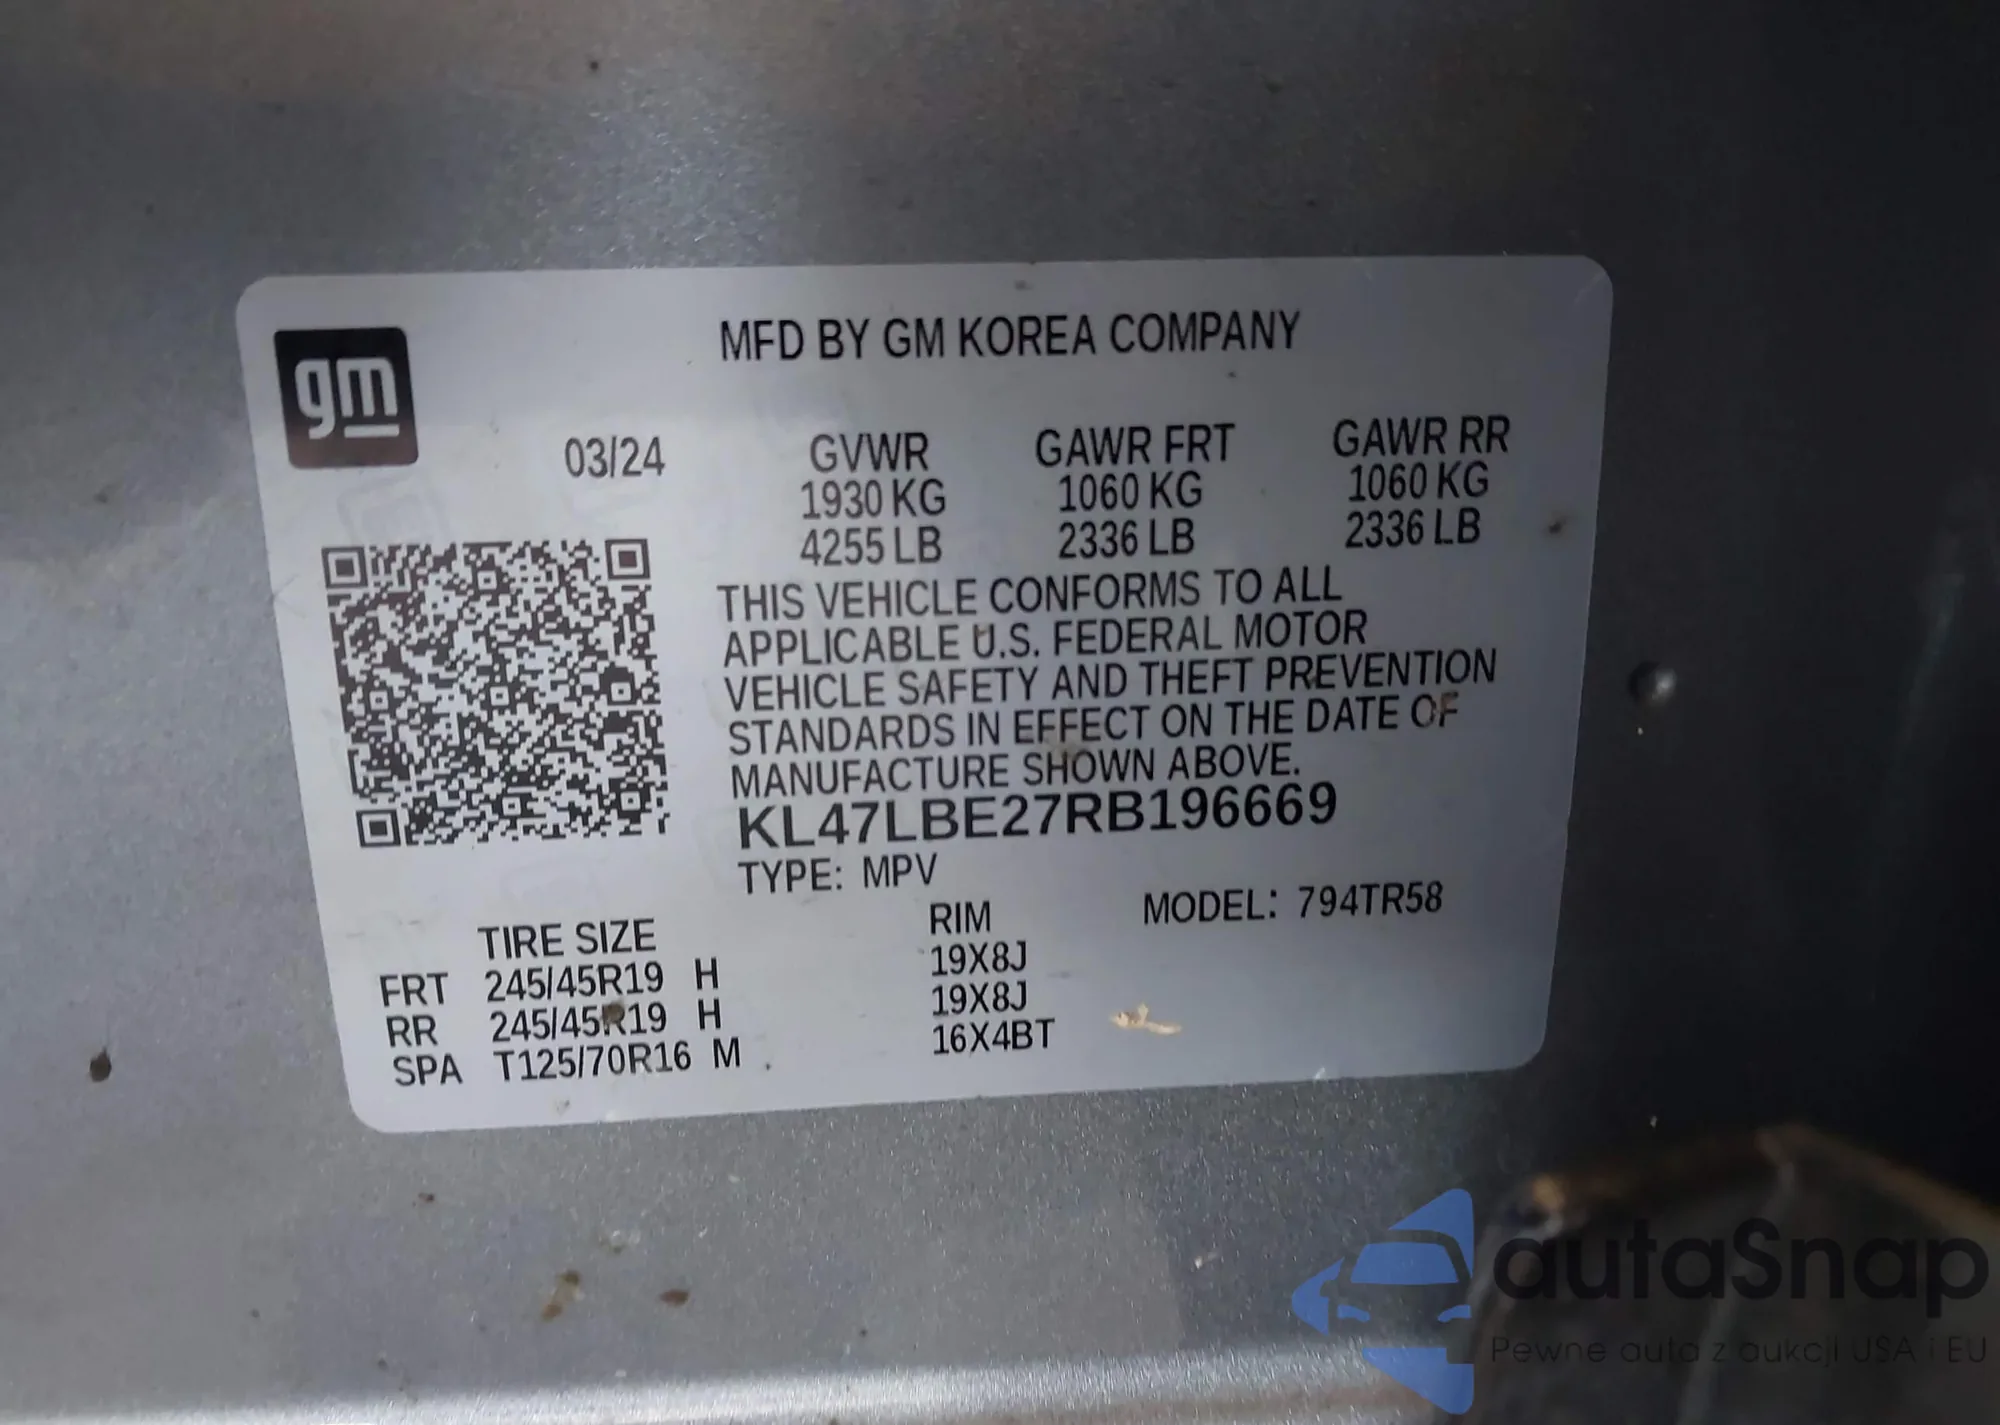 gm
MFD BY GM KOREA COMPANY
03/24
GVWR GAWR FRT GAWR RR
1930 KG 1060 KG 1060 KG
4255 LB 2336 LB 2336 LB
THIS VEHICLE CONFORMS TO ALL
APPLICABLE U.S. FEDERAL MOTOR
VEHICLE SAFETY AND THEFT PREVENTION
STANDARDS IN EFFECT ON THE DATE OF
MANUFACTURE SHOWN ABOVE.
KL47LBE27RB196669
TYPE: MPV
MODEL: 794TR58
TIRE SIZE RIM
FRT 245/45R19 H 19X8J
RR 245/45R19 H 19X8J
SPA T125/70R16 M 16X4BT
autaSnap
Pewne auta z aukcji USA i EU